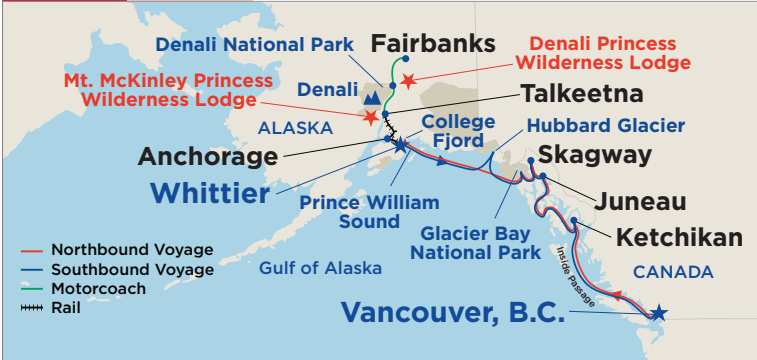 Denali National Park
Fairbanks
Denali Princess
Wilderness Lodge
Mt. McKinley Princess
Wilderness Lodge
Denali
Talkeetna
ALASKA
College
Fjord
Hubbard Glacier
Anchorage
Skagway
Whittier
Prince William
Sound
Juneau
Glacier Bay
National Park
Ketchikan
Northbound Voyage
Southbound Voyage
Motorcoach
Rail
Gulf of Alaska
Inside Passage
CANADA
Vancouver, B.C.